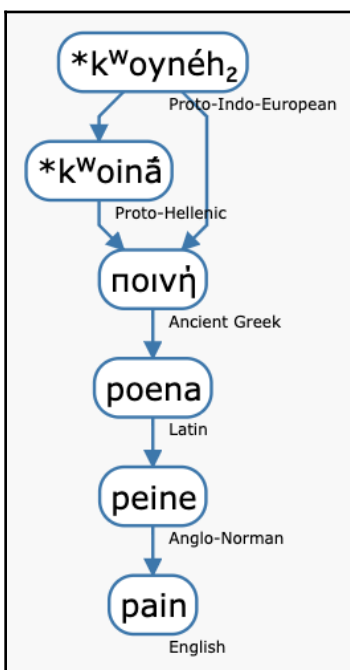 *kʷoynéh₂
Proto-Indo-European
*kʷoinā́
Proto-Hellenic
ποινή
Ancient Greek
poena
Latin
peine
Anglo-Norman
pain
English